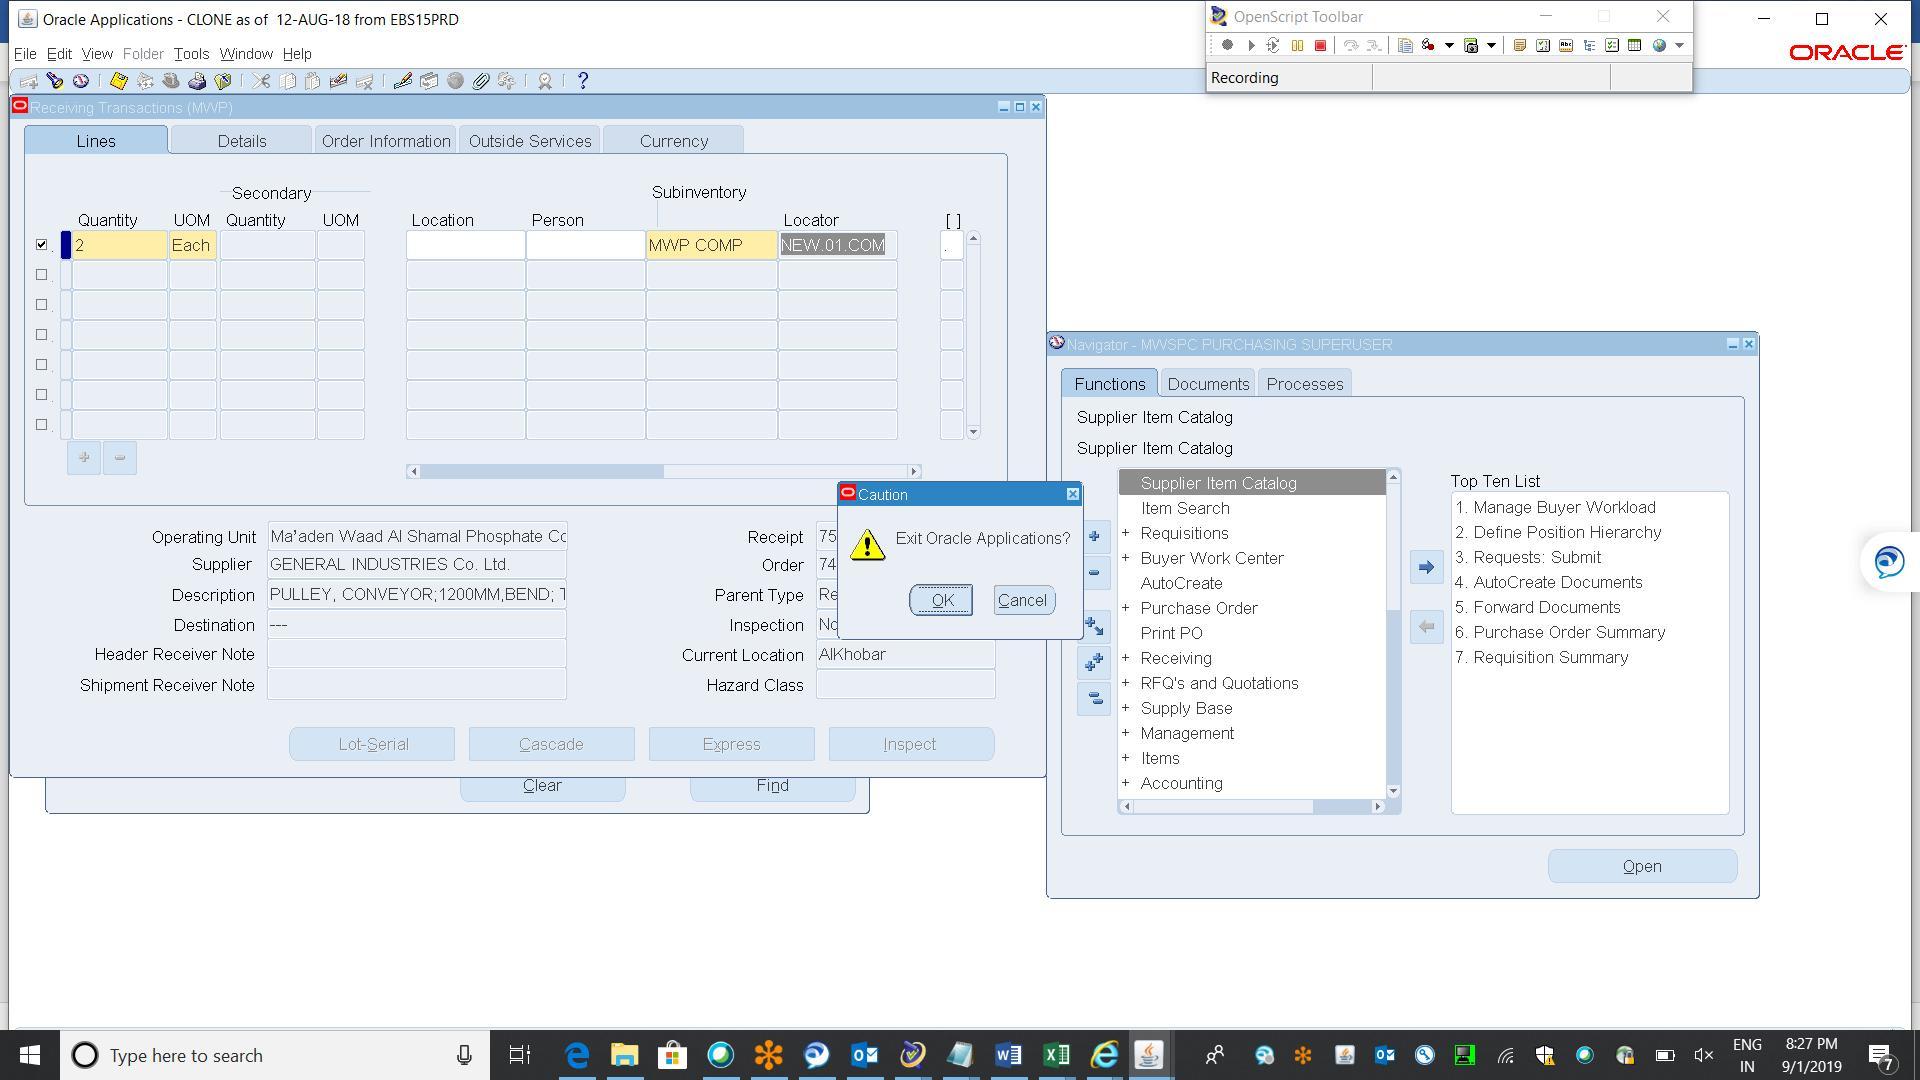 Oracle Applications - CLONE as of  12-AUG-18 from EBS15PRD
OpenScript Toolbar
File Edit View Folder Tools Window Help
ORACLE
Recording
Receiving Transactions (MWP)
Lines Details Order Information Outside Services Currency
Secondary Subinventory
Quantity UOM Quantity UOM Location Person Locator [ ]
2 Each MWP COMP NEW.01.COM .
Navigator - MWSPC PURCHASING SUPERUSER
Functions Documents Processes
Supplier Item Catalog
Supplier Item Catalog
Supplier Item Catalog
Item Search
+ Requisitions
+ Buyer Work Center
AutoCreate
+ Purchase Order
Print PO
+ Receiving
+ RFQ's and Quotations
+ Supply Base
+ Management
+ Items
+ Accounting
Top Ten List
1. Manage Buyer Workload
2. Define Position Hierarchy
3. Requests: Submit
4. AutoCreate Documents
5. Forward Documents
6. Purchase Order Summary
7. Requisition Summary
Open
Caution
Exit Oracle Applications?
OK Cancel
Operating Unit Ma'aden Waad Al Shamal Phosphate Co
Supplier GENERAL INDUSTRIES Co. Ltd.
Description PULLEY, CONVEYOR;1200MM,BEND; T
Destination ---
Header Receiver Note
Shipment Receiver Note
Receipt 75
Order 74
Parent Type Re
Inspection No
Current Location AlKhobar
Hazard Class
Lot-Serial Cascade Express Inspect
Clear Find
Type here to search
ENG
IN
8:27 PM
9/1/2019
7